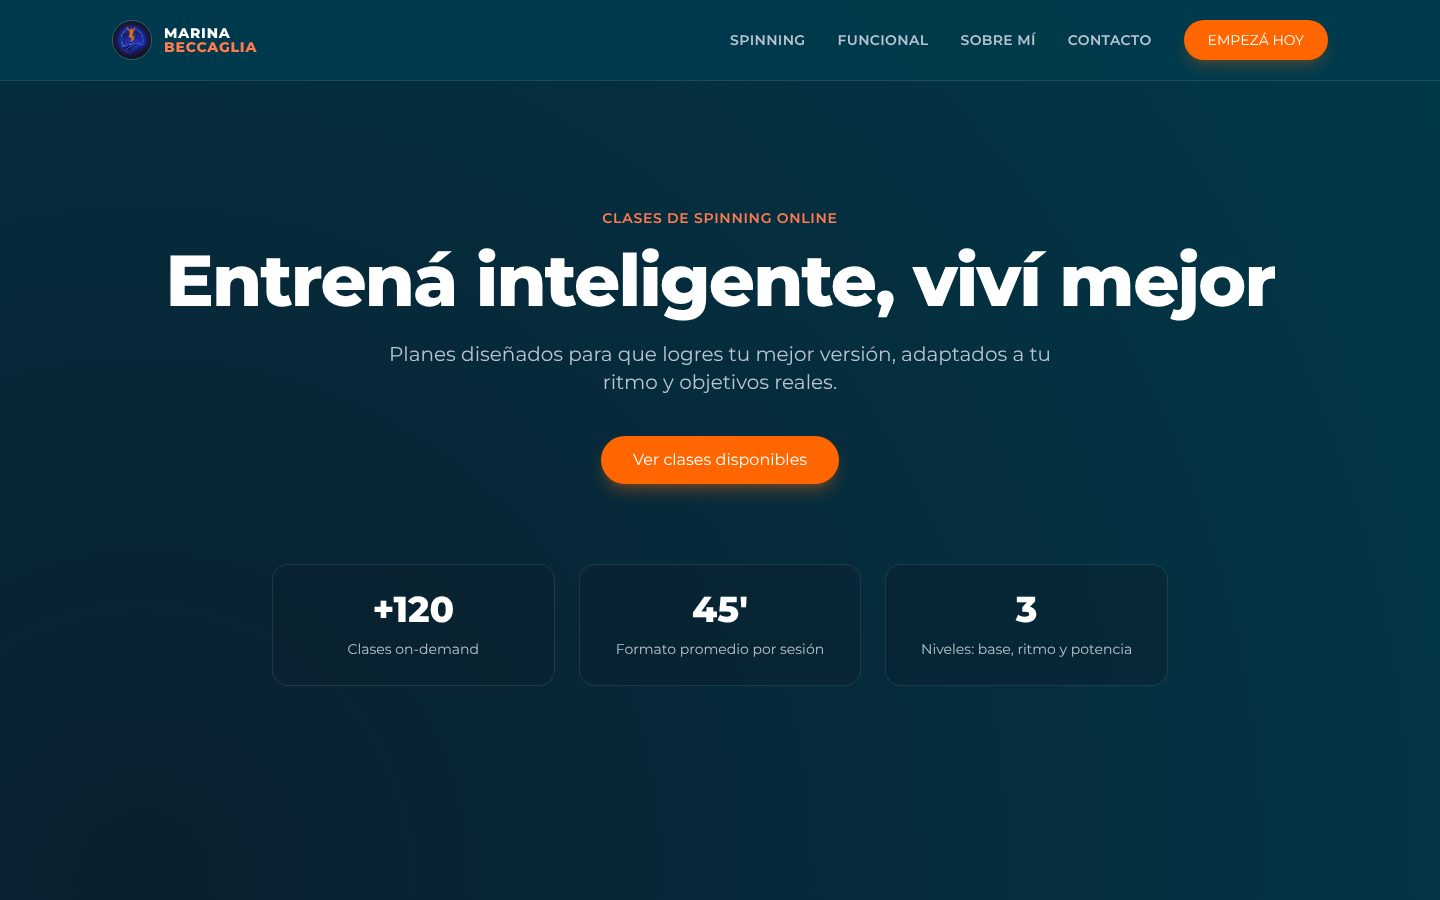 MARINA
BECCAGLIA
SPINNING
FUNCIONAL
SOBRE MÍ
CONTACTO
EMPEZÁ HOY
CLASES DE SPINNING ONLINE
Entrená inteligente, viví mejor
Planes diseñados para que logres tu mejor versión, adaptados a tu
ritmo y objetivos reales.
Ver clases disponibles
+120
Clases on-demand
45'
Formato promedio por sesión
3
Niveles: base, ritmo y potencia